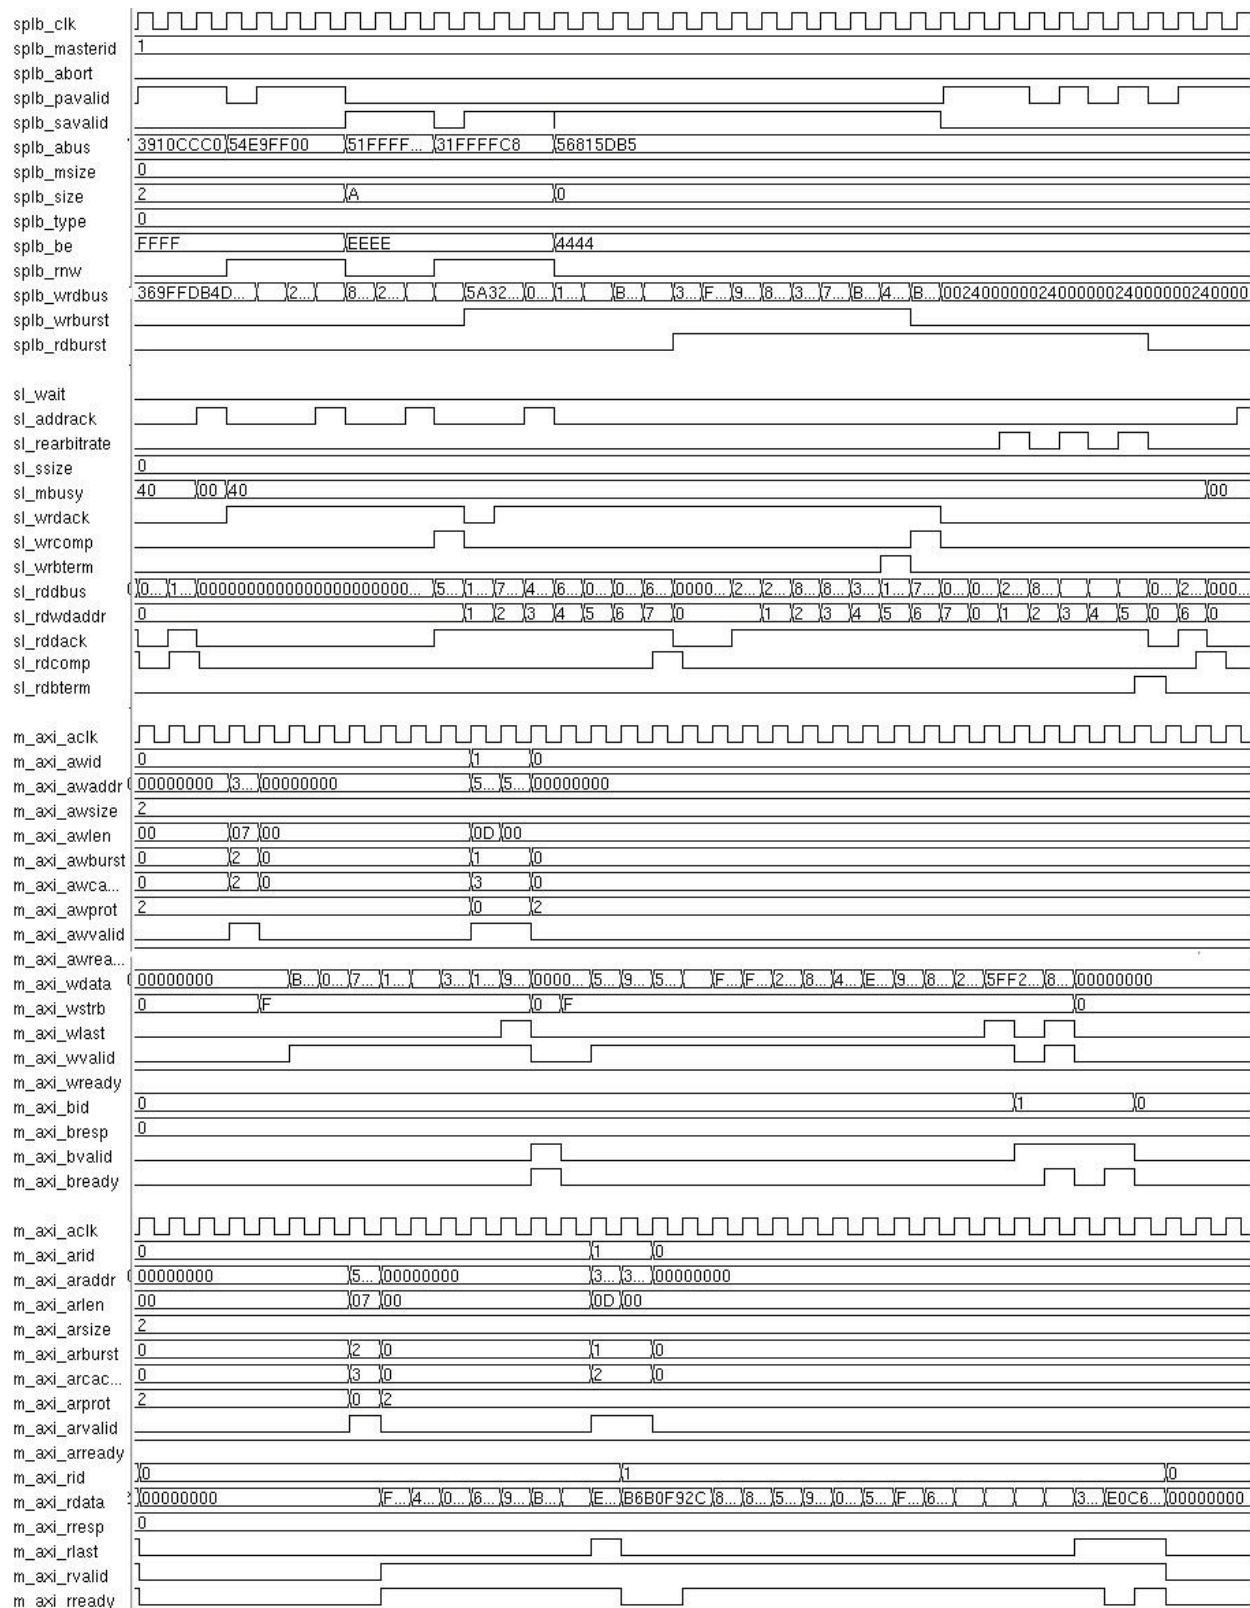 splb_clk
splb_masterid 1
splb_abort
splb_pavalid
splb_savalid
splb_abus 3910CCC0 54E9FF00 51FFFF... 31FFFFC8 56815DB5
splb_msize 0
splb_size 2 A 0
splb_type 0
splb_be FFFF EEEE 4444
splb_rnw
splb_wrdbus 369FFDB4D... 2... 8... 2... 5A32... 0... 1... B... 3... F... 9... 8... 3... 7... B... 4... B... 00240000002400000024000000240000
splb_wrburst
splb_rdburst
sl_wait
sl_addrack
sl_rearbitrate
sl_ssize 0
sl_mbusy 40 00 40 00
sl_wrdack
sl_wrcomp
sl_wrbterm
sl_rddbus 0... 1... 000000000000000000000000... 5... 1... 7... 4... 6... 0... 0... 6... 0000... 2... 2... 8... 8... 3... 1... 7... 0... 0... 2... 8... 0... 2... 000...
sl_rdwdaddr 0 1 2 3 4 5 6 7 0 1 2 3 4 5 6 7 0 1 2 3 4 5 0 6 0
sl_rddack
sl_rdcomp
sl_rdbterm
m_axi_aclk
m_axi_awid 0 1 0
m_axi_awaddr 00000000 3... 00000000 5... 5... 00000000
m_axi_awsize 2
m_axi_awlen 00 07 00 0D 00
m_axi_awburst 0 2 0 1 0
m_axi_awca... 0 2 0 3 0
m_axi_awprot 2 0 2
m_axi_awvalid
m_axi_awrea...
m_axi_wdata 00000000 B... 0... 7... 1... 3... 1... 9... 0000... 5... 9... 5... F... F... 2... 8... 4... E... 9... 8... 2... 5FF2... 8... 00000000
m_axi_wstrb 0 F 0 F 0
m_axi_wlast
m_axi_wvalid
m_axi_wready
m_axi_bid 0 1 0
m_axi_bresp 0
m_axi_bvalid
m_axi_bready
m_axi_aclk
m_axi_arid 0 1 0
m_axi_araddr 00000000 5... 00000000 3... 3... 00000000
m_axi_arlen 00 07 00 0D 00
m_axi_arsize 2
m_axi_arburst 0 2 0 1 0
m_axi_arcac... 0 3 0 2 0
m_axi_arprot 2 0 2
m_axi_arvalid
m_axi_arready
m_axi_rid 0 1 0
m_axi_rdata 00000000 F... 4... 0... 6... 9... B... E... B6B0F92C 8... 8... 5... 9... 0... 5... F... 6... 3... E0C6... 00000000
m_axi_rresp 0
m_axi_rlast
m_axi_rvalid
m_axi_rready